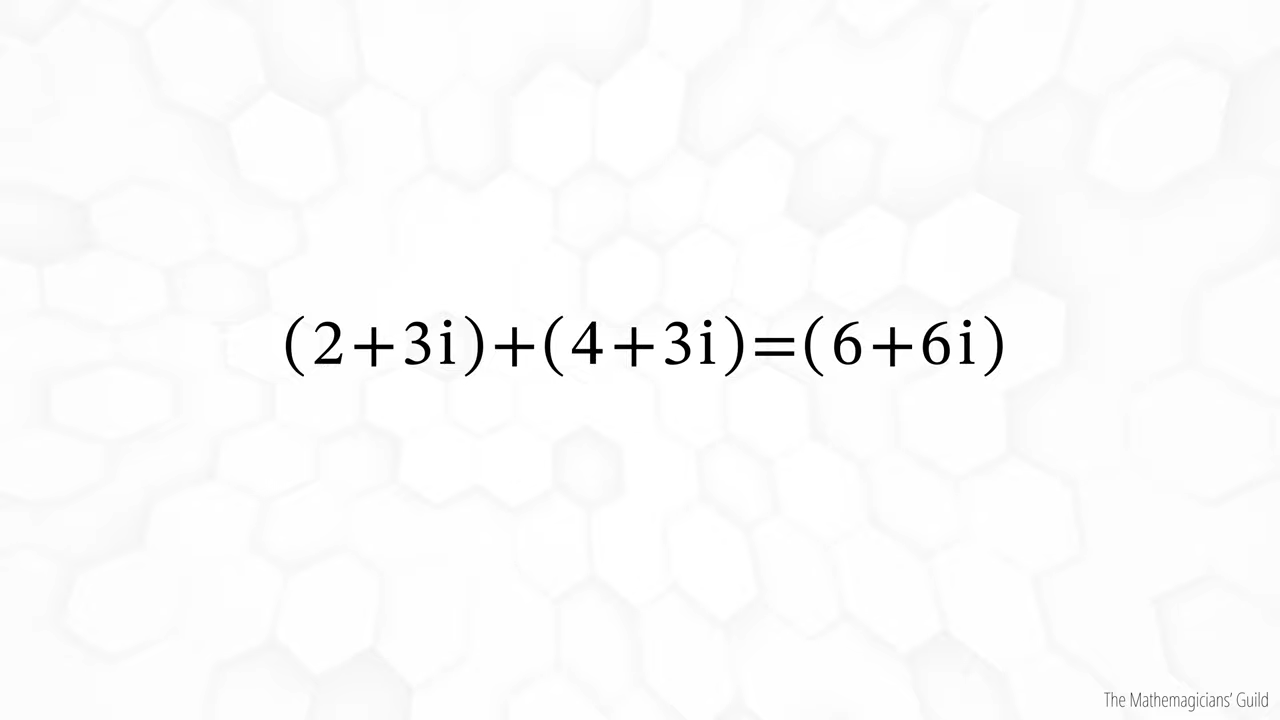 (2+3i)+(4+3i)=(6+6i)
The Mathemagicians’ Guild